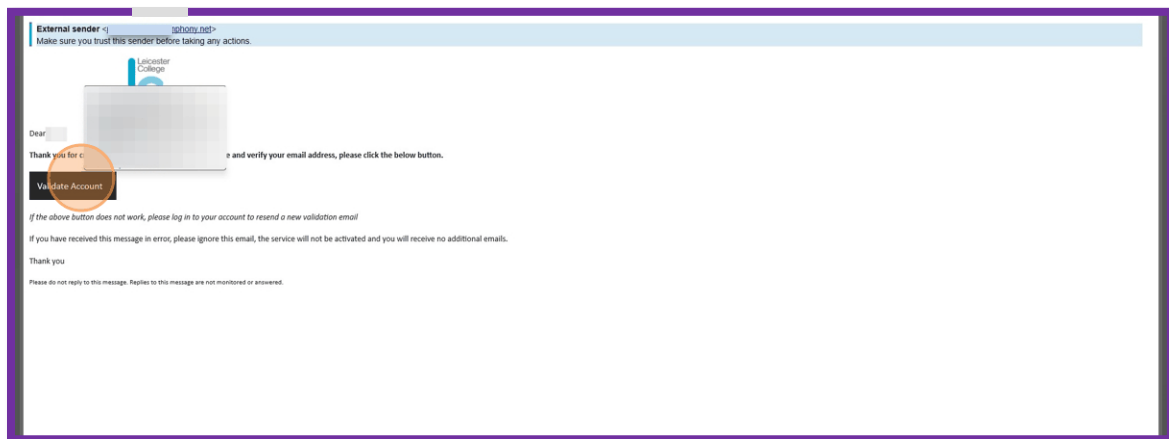 External sender < phony.net>
Make sure you trust this sender before taking any actions.
Leicester
College
Dear
Thank you for e and verify your email address, please click the below button.
Validate Account
If the above button does not work, please log in to your account to resend a new validation email
If you have received this message in error, please ignore this email, the service will not be activated and you will receive no additional emails.
Thank you
Please do not reply to this message. Replies to this message are not monitored or answered.